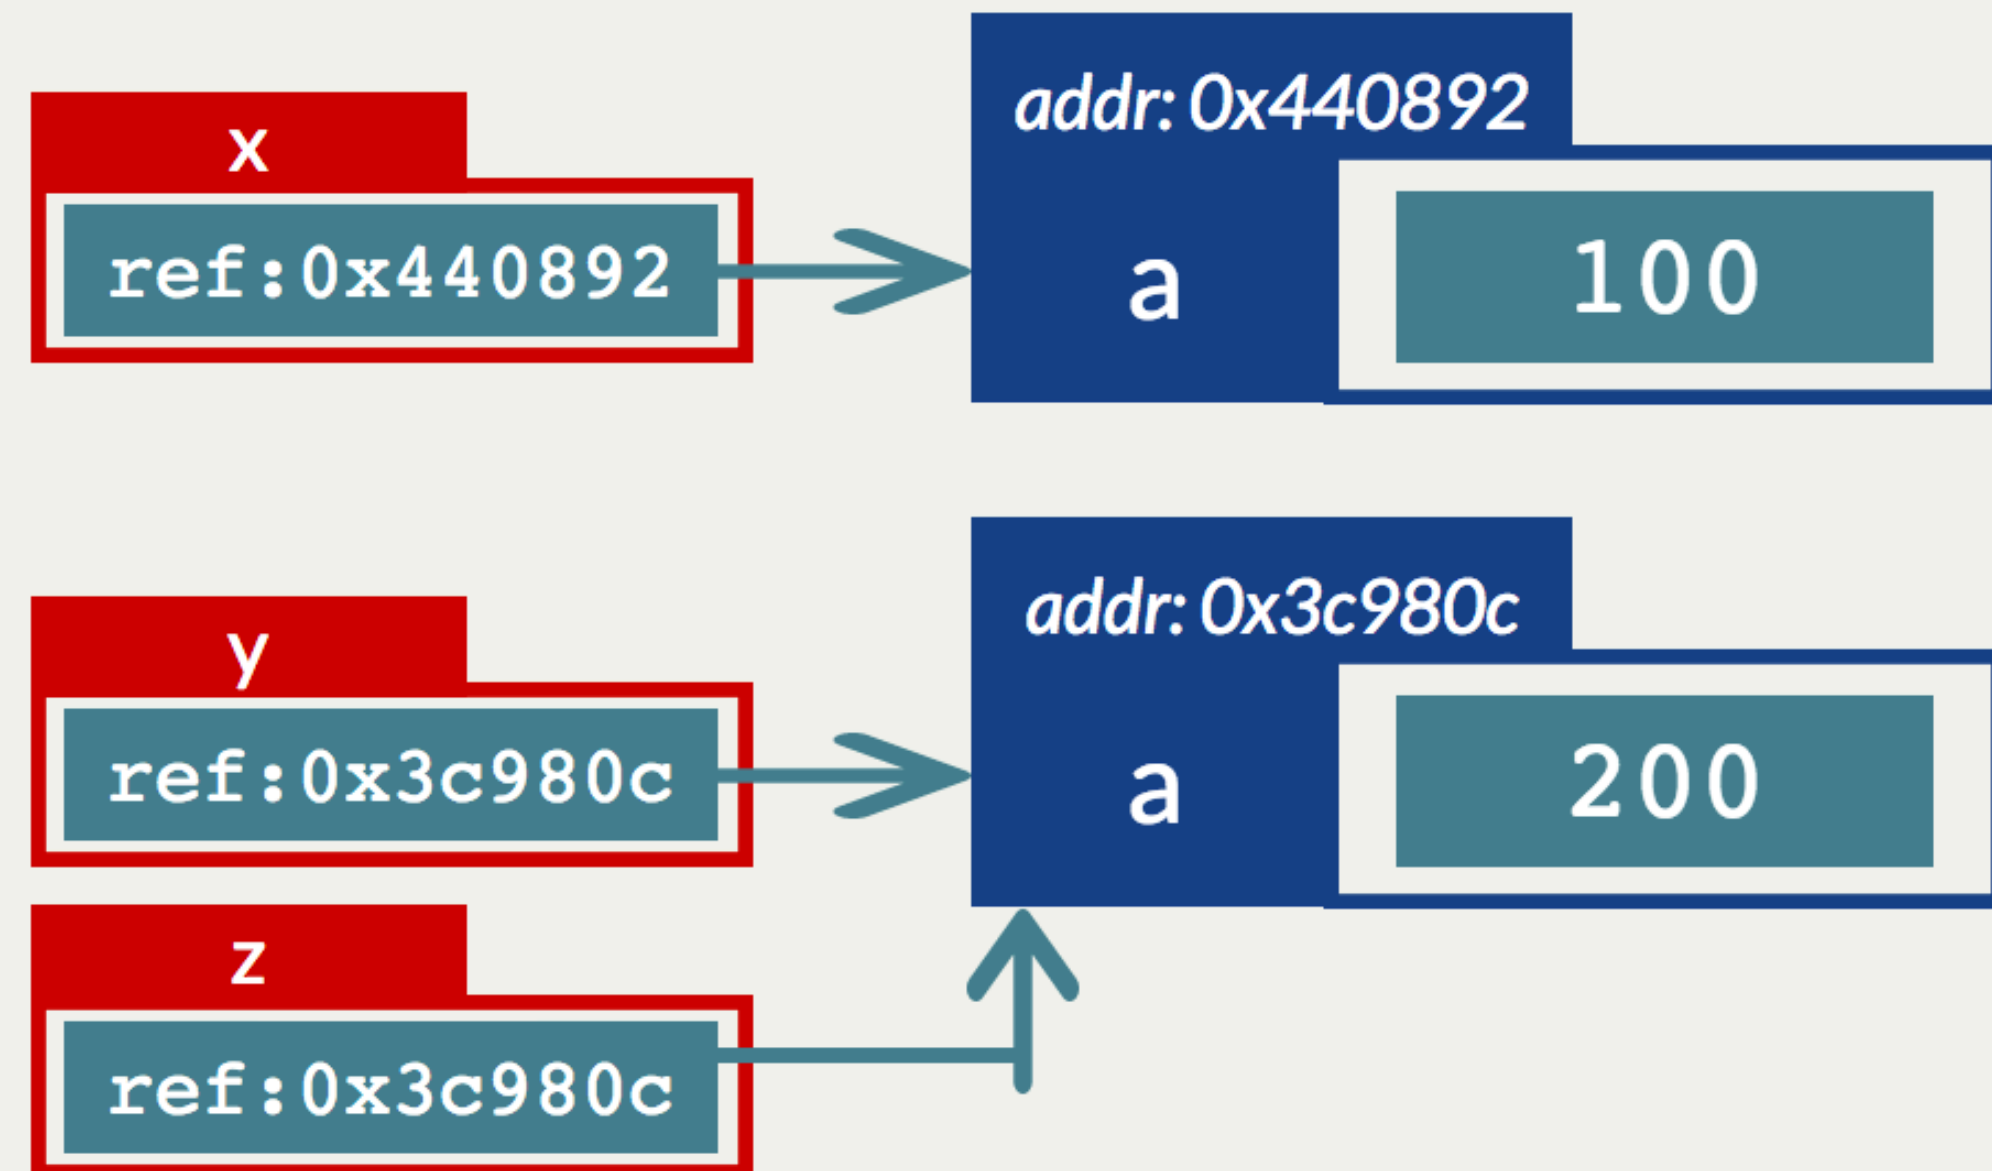 x
ref:0x440892
addr: 0x440892
a
100
y
ref:0x3c980c
addr: 0x3c980c
a
200
z
ref:0x3c980c